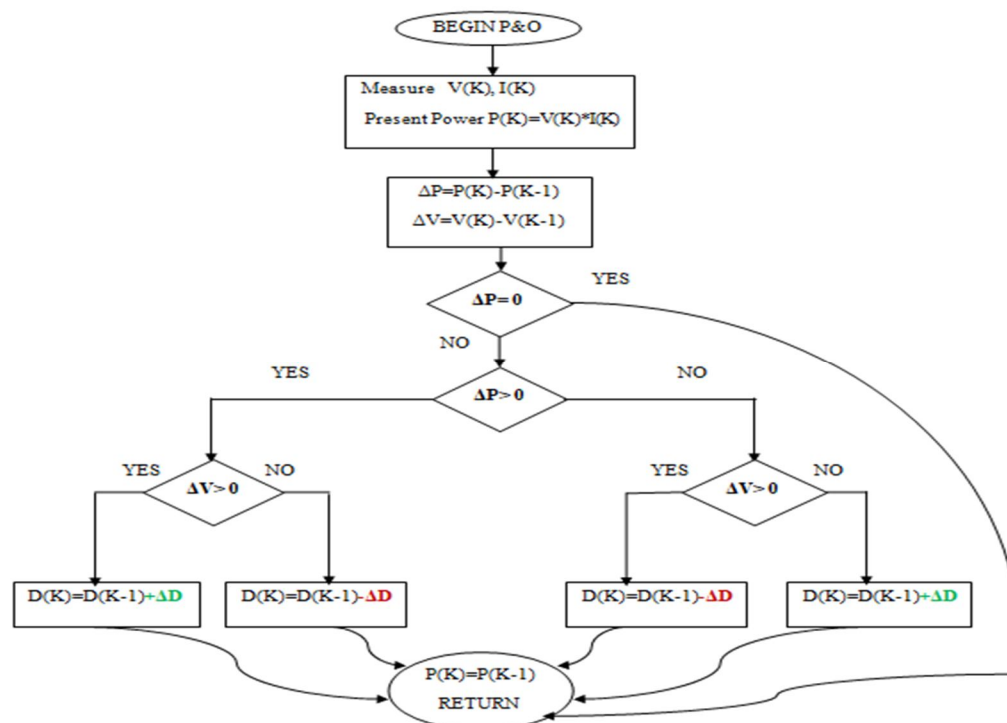 BEGIN P&O
Measure V(K), I(K)
Present Power P(K)=V(K)*I(K)
ΔP=P(K)-P(K-1)
ΔV=V(K)-V(K-1)
ΔP=0
YES
NO
ΔP>0
YES
NO
ΔV>0
YES
NO
ΔV>0
YES
NO
D(K)=D(K-1)+ΔD
D(K)=D(K-1)-ΔD
D(K)=D(K-1)-ΔD
D(K)=D(K-1)+ΔD
P(K)=P(K-1)
RETURN